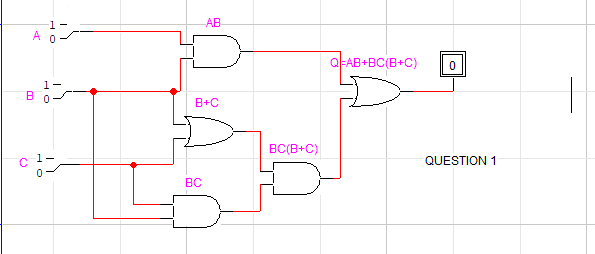 AB
1
A 0
Q=AB+BC(B+C)
0
1
B 0
B+C
BC(B+C)
1
C 0
QUESTION 1
BC